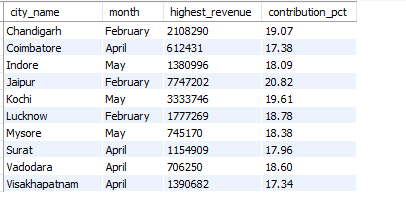 city_name month highest_revenue contribution_pct
Chandigarh February 2108290 19.07
Coimbatore April 612431 17.38
Indore May 1380996 18.09
Jaipur February 7747202 20.82
Kochi May 3333746 19.61
Lucknow February 1777269 18.78
Mysore May 745170 18.38
Surat April 1154909 17.96
Vadodara April 706250 18.60
Visakhapatnam April 1390682 17.34